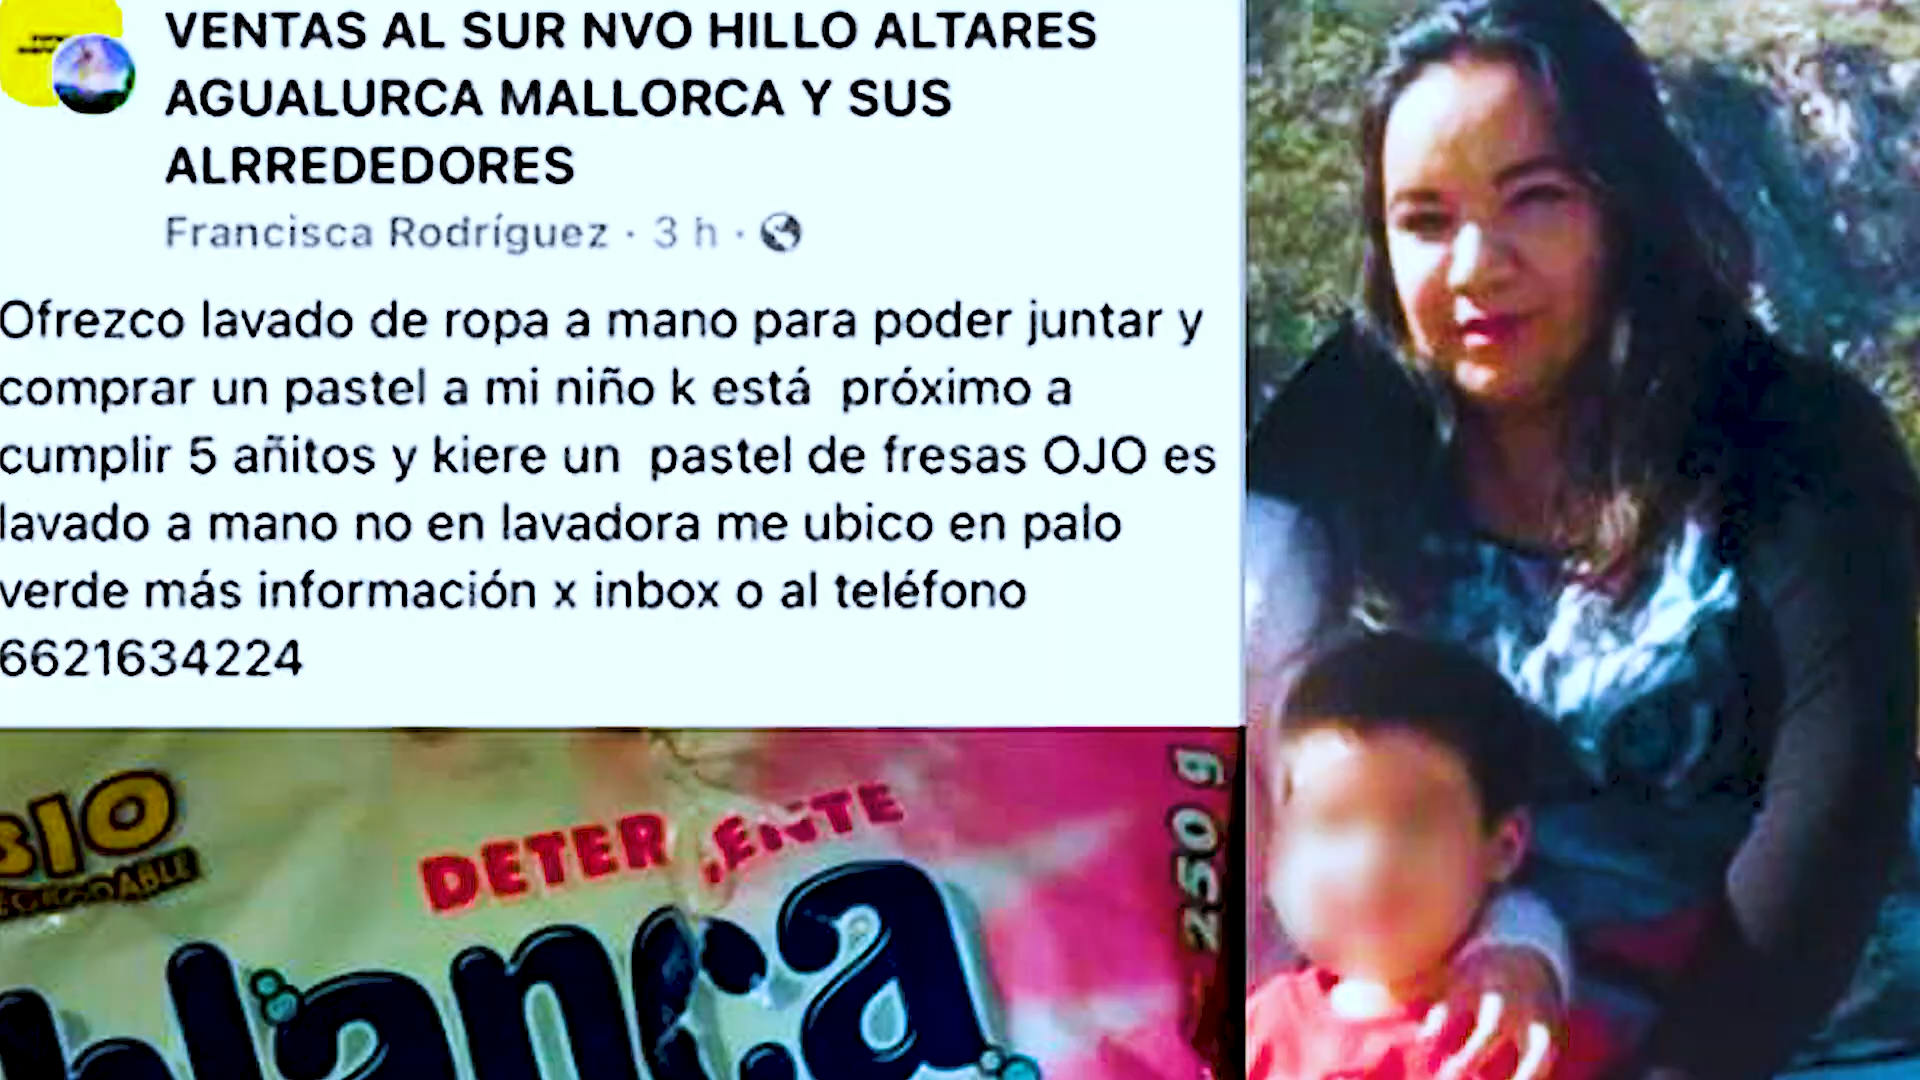 VENTAS AL SUR NVO HILLO ALTARES
AGUALURCA MALLORCA Y SUS
ALRREDEDORES
Francisca Rodríguez · 3 h ·
Ofrezco lavado de ropa a mano para poder juntar y
comprar un pastel a mi niño k está próximo a
cumplir 5 añitos y kiere un pastel de fresas OJO es
lavado a mano no en lavadora me ubico en palo
verde más información x inbox o al teléfono
6621634224
BIO
DETER ENTE
blanca
250 g